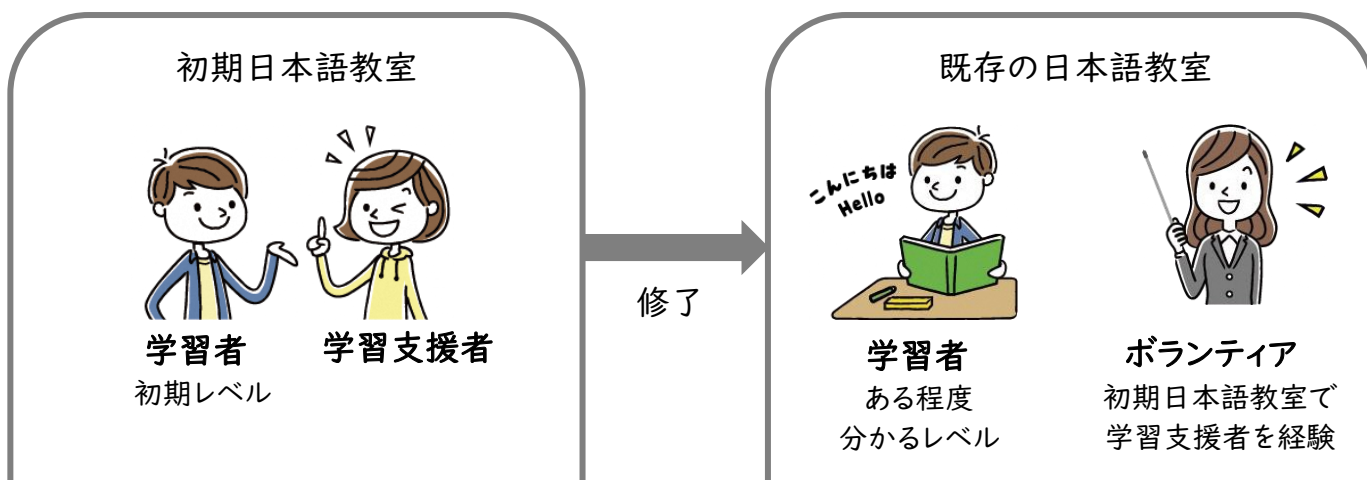 初期日本語教室
学習者
初期レベル
学習支援者
修了
既存の日本語教室
こんにちは
Hello
学習者
ある程度
分かるレベル
ボランティア
初期日本語教室で
学習支援者を経験